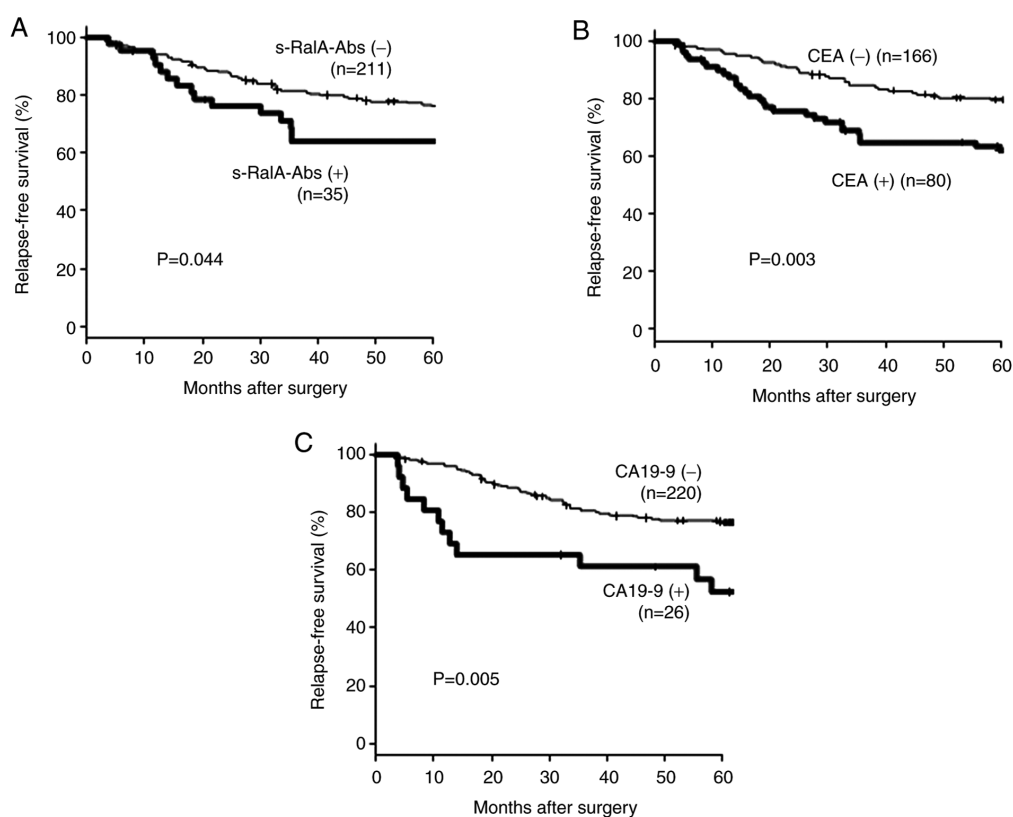 A
Relapse-free survival (%)
100
80
60
40
20
0
s-RalA-Abs (−)
(n=211)
s-RalA-Abs (+)
(n=35)
P=0.044
0 10 20 30 40 50 60
Months after surgery
B
Relapse-free survival (%)
100
80
60
40
20
0
CEA (−) (n=166)
CEA (+) (n=80)
P=0.003
0 10 20 30 40 50 60
Months after surgery
C
Relapse-free survival (%)
100
80
60
40
20
0
CA19-9 (−)
(n=220)
CA19-9 (+)
(n=26)
P=0.005
0 10 20 30 40 50 60
Months after surgery